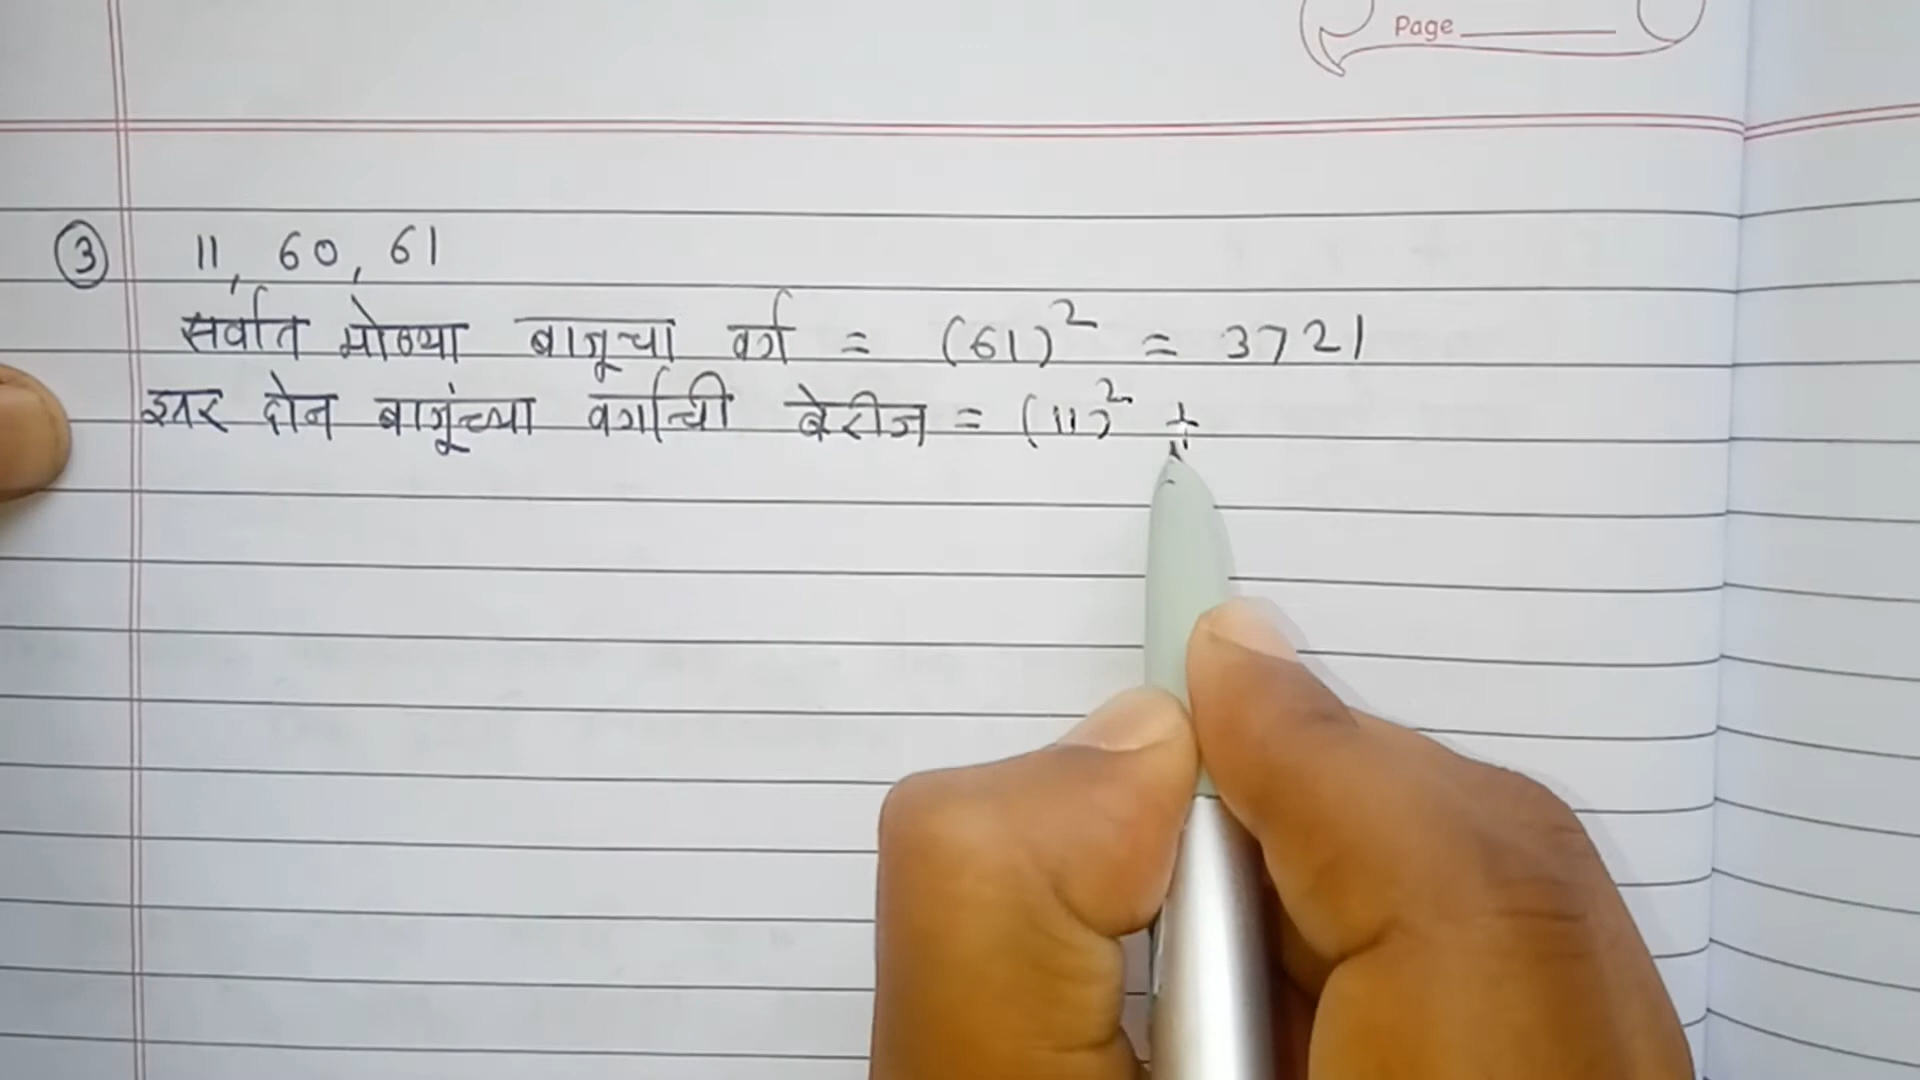 Page
③ 11, 60, 61
सर्वात मोठ्या बाजूचा वर्ग = (61)² = 3721
इतर दोन बाजूंच्या वर्गाची बेरीज = (11)² +